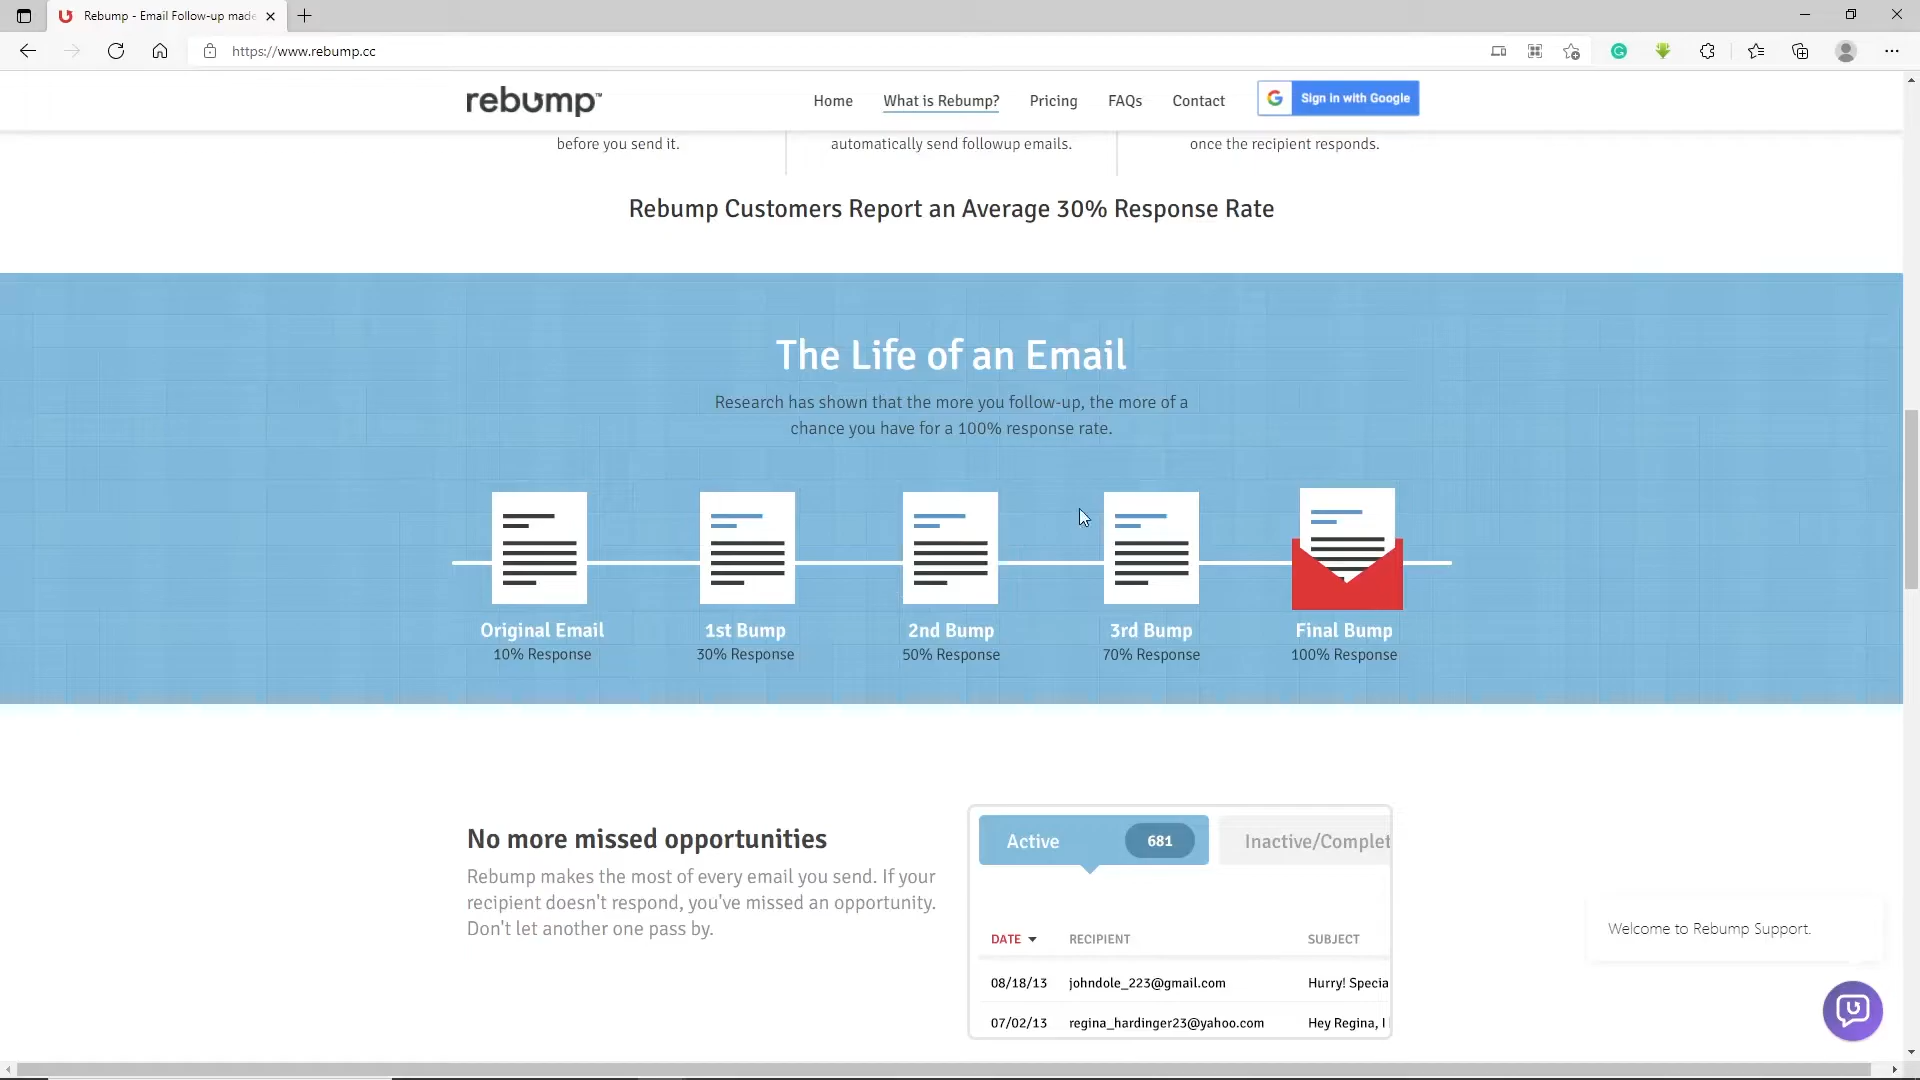 Rebump - Email Follow-up made
https://www.rebump.cc
rebump™
Home
What is Rebump?
Pricing
FAQs
Contact
Sign in with Google
before you send it.
automatically send followup emails.
once the recipient responds.
Rebump Customers Report an Average 30% Response Rate
The Life of an Email
Research has shown that the more you follow-up, the more of a
chance you have for a 100% response rate.
Original Email
10% Response
1st Bump
30% Response
2nd Bump
50% Response
3rd Bump
70% Response
Final Bump
100% Response
No more missed opportunities
Rebump makes the most of every email you send. If your
recipient doesn't respond, you've missed an opportunity.
Don't let another one pass by.
Active
681
Inactive/Complet
DATE
RECIPIENT
SUBJECT
08/18/13
johndole_223@gmail.com
Hurry! Specia
07/02/13
regina_hardinger23@yahoo.com
Hey Regina, I
Welcome to Rebump Support.